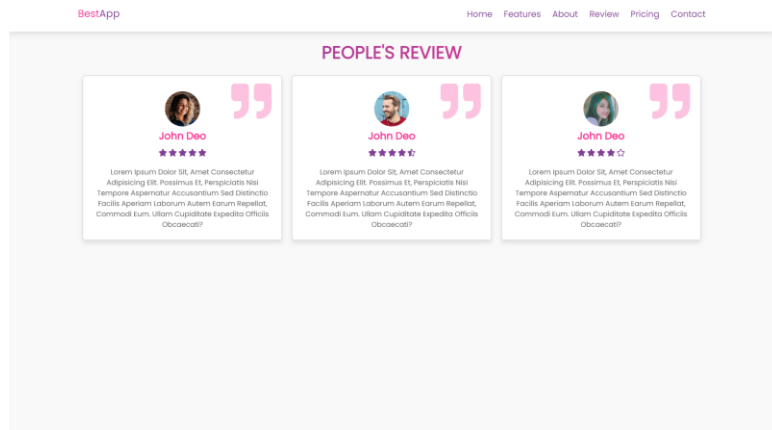 BestApp
Home Features About Review Pricing Contact
PEOPLE'S REVIEW
John Deo
Lorem Ipsum Dolor Sit, Amet Consectetur
Adipisicing Elit. Possimus Et, Perspiciatis Nisi
Tempore Aspernatur Accusantium Sed Distinctio
Facilis Aperiam Laborum Autem Earum Repellat,
Commodi Eum. Ullam Cupiditate Expedita Officiis
Obcaecati?
John Deo
Lorem Ipsum Dolor Sit, Amet Consectetur
Adipisicing Elit. Possimus Et, Perspiciatis Nisi
Tempore Aspernatur Accusantium Sed Distinctio
Facilis Aperiam Laborum Autem Earum Repellat,
Commodi Eum. Ullam Cupiditate Expedita Officiis
Obcaecati?
John Deo
Lorem Ipsum Dolor Sit, Amet Consectetur
Adipisicing Elit. Possimus Et, Perspiciatis Nisi
Tempore Aspernatur Accusantium Sed Distinctio
Facilis Aperiam Laborum Autem Earum Repellat,
Commodi Eum. Ullam Cupiditate Expedita Officiis
Obcaecati?